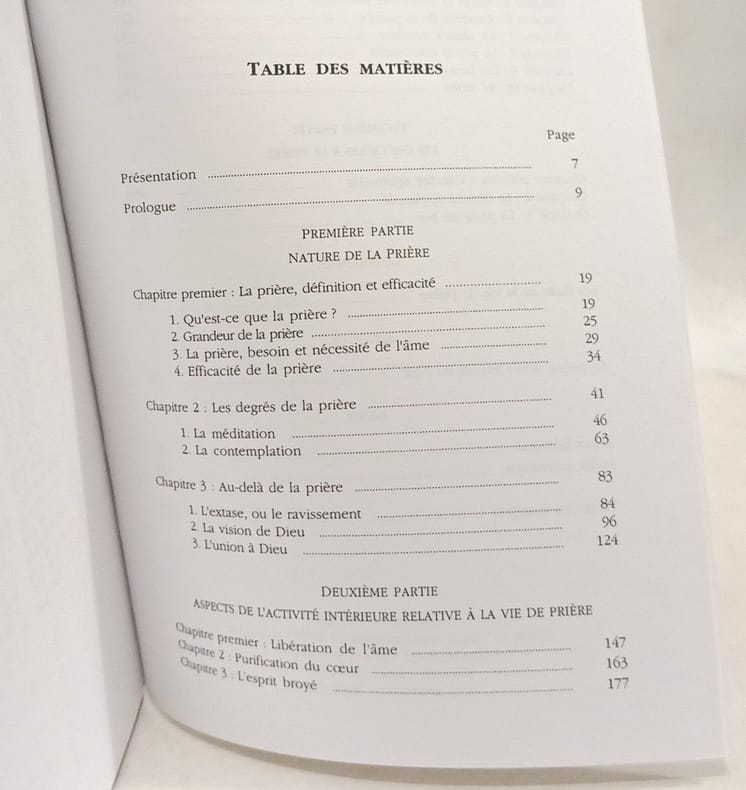 TABLE DES MATIÈRES
Page
Présentation 7
Prologue 9
PREMIÈRE PARTIE
NATURE DE LA PRIÈRE
Chapitre premier : La prière, définition et efficacité 19
1. Qu'est-ce que la prière ? 19
2. Grandeur de la prière 25
3. La prière, besoin et nécessité de l'âme 29
4. Efficacité de la prière 34
Chapitre 2 : Les degrés de la prière 41
1. La méditation 46
2. La contemplation 63
Chapitre 3 : Au-delà de la prière 83
1. L'extase, ou le ravissement 84
2. La vision de Dieu 96
3. L'union à Dieu 124
DEUXIÈME PARTIE
ASPECTS DE L'ACTIVITÉ INTÉRIEURE RELATIVE À LA VIE DE PRIÈRE
Chapitre premier : Libération de l'âme 147
Chapitre 2 : Purification du cœur 163
Chapitre 3 : L'esprit broyé 177